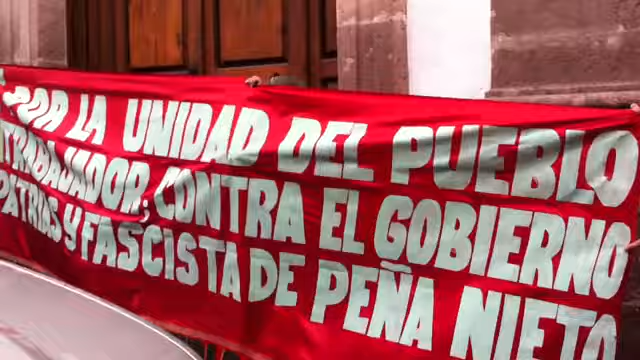 ¡POR LA UNIDAD DEL PUEBLO
TRABAJADOR; CONTRA EL GOBIERNO
PATRIAS Y FASCISTA DE PEÑA NIETO